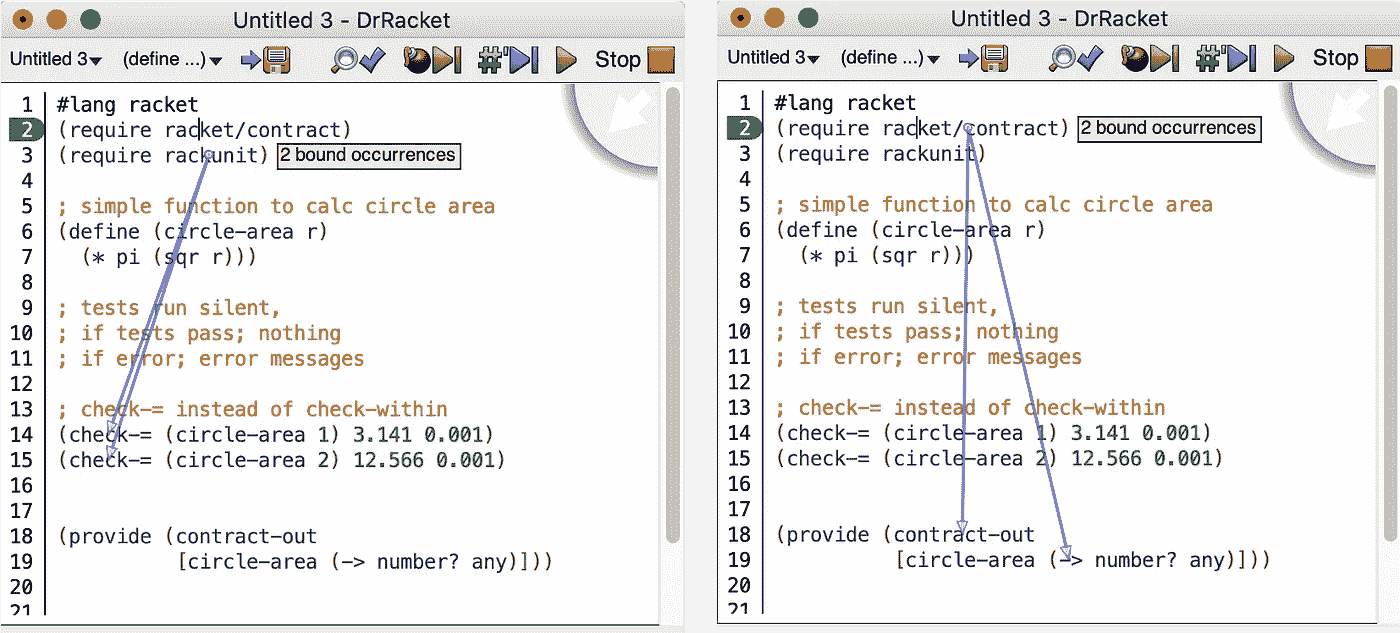 Untitled 3 - DrRacket
Untitled 3 (define ...) #' Stop
1 #lang racket
2 (require racket/contract)
3 (require rackunit) 2 bound occurrences
4
5 ; simple function to calc circle area
6 (define (circle-area r)
7 (* pi (sqr r)))
8
9 ; tests run silent,
10 ; if tests pass; nothing
11 ; if error; error messages
12
13 ; check-= instead of check-within
14 (check-= (circle-area 1) 3.141 0.001)
15 (check-= (circle-area 2) 12.566 0.001)
16
17
18 (provide (contract-out
19 [circle-area (-> number? any)]))
20
21
Untitled 3 - DrRacket
Untitled 3 (define ...) #' Stop
1 #lang racket
2 (require racket/contract) 2 bound occurrences
3 (require rackunit)
4
5 ; simple function to calc circle area
6 (define (circle-area r)
7 (* pi (sqr r)))
8
9 ; tests run silent,
10 ; if tests pass; nothing
11 ; if error; error messages
12
13 ; check-= instead of check-within
14 (check-= (circle-area 1) 3.141 0.001)
15 (check-= (circle-area 2) 12.566 0.001)
16
17
18 (provide (contract-out
19 [circle-area (-> number? any)]))
20
21